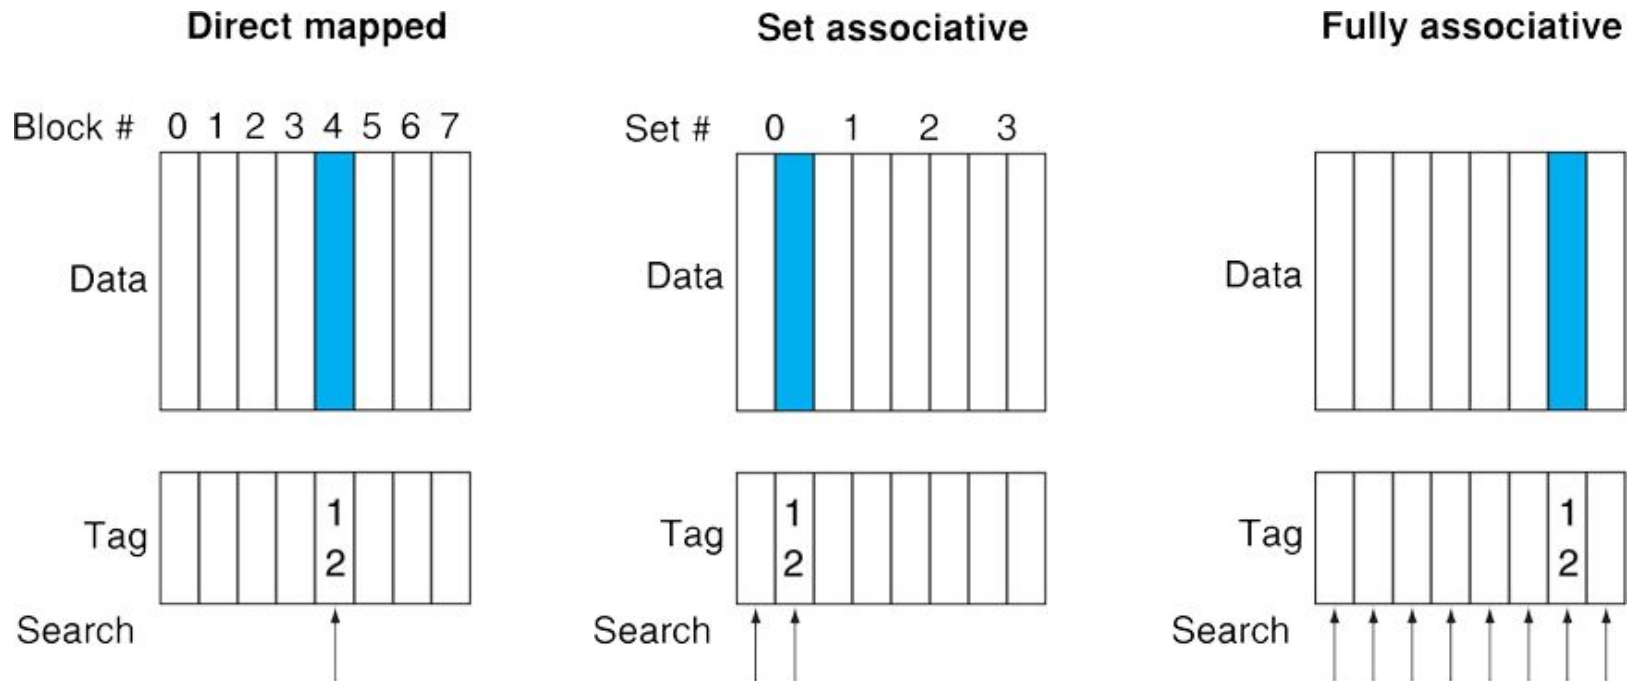 Direct mapped
Block # 0 1 2 3 4 5 6 7
Data
Tag
1
2
Search
Set associative
Set # 0 1 2 3
Data
Tag
1
2
Search
Fully associative
Data
Tag
1
2
Search